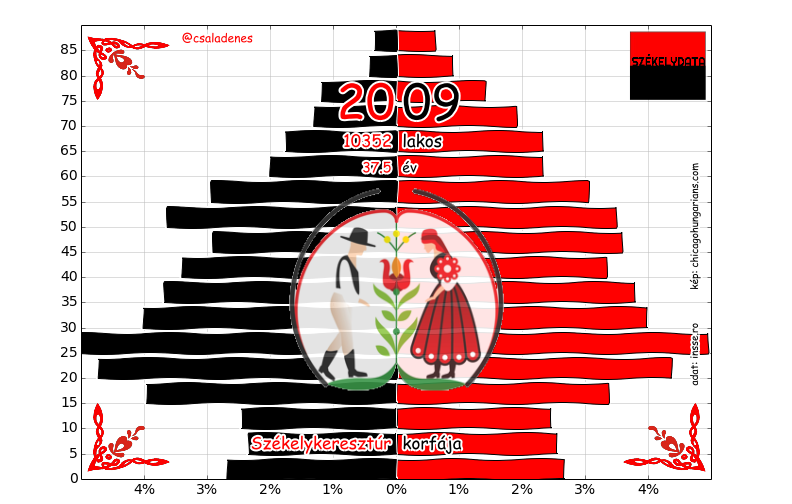 @csaladenes
SZÉKELYDATA
2009
10352 lakos
37.5 év
kép: chicagohungarians.com
adat: insse.ro
Székelykeresztúr korfája
85
80
75
70
65
60
55
50
45
40
35
30
25
20
15
10
5
0
4% 3% 2% 1% 0% 1% 2% 3% 4%